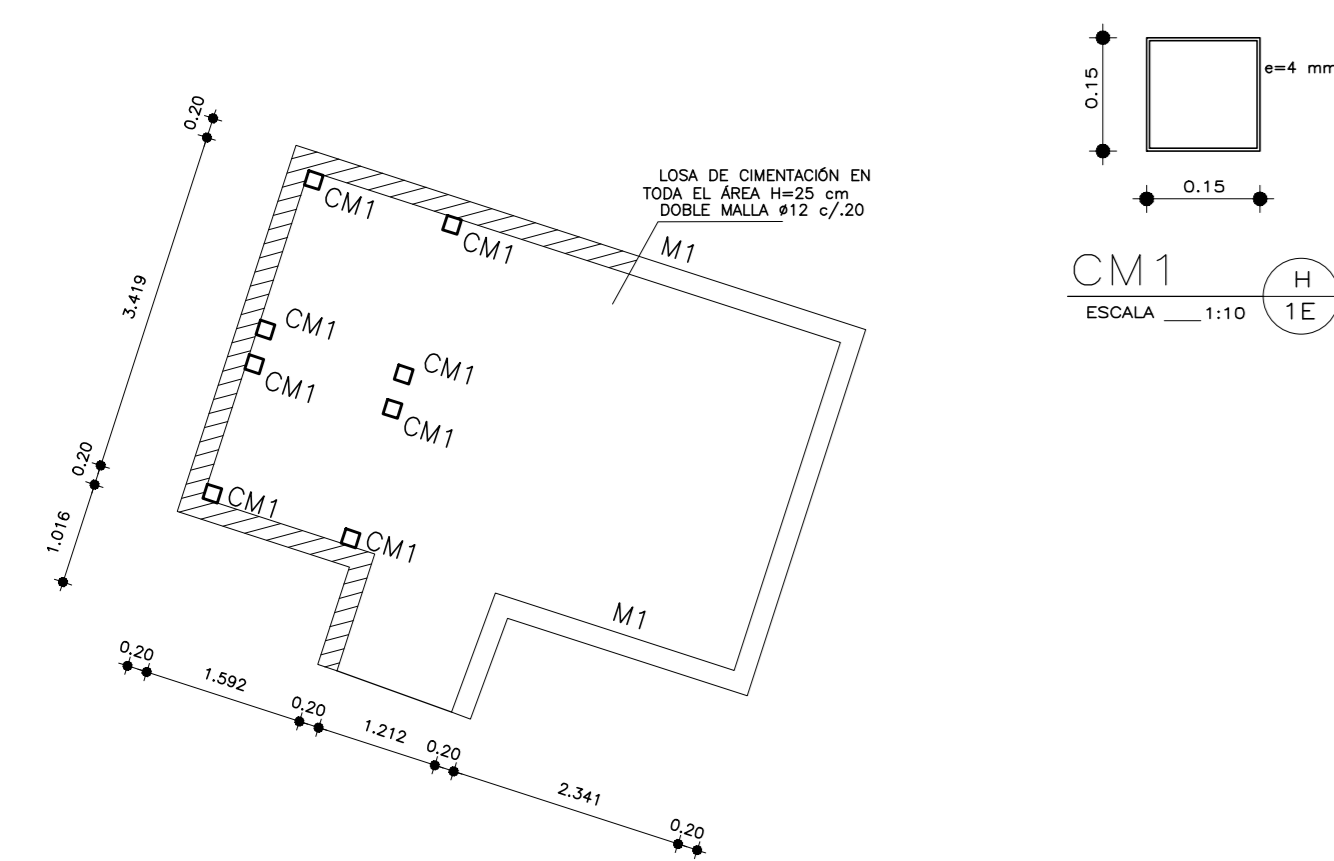 0.20
3.419
0.20
1.016
LOSA DE CIMENTACIÓN EN
TODA EL ÁREA H=25 cm
DOBLE MALLA ø12 c/.20
M1
CM1
CM1
CM1
CM1
CM1
CM1
CM1
CM1
M1
0.20
1.592
0.20
1.212
0.20
2.341
0.20
0.15
e=4 mm
0.15
CM1
ESCALA ___ 1:10
H
1E